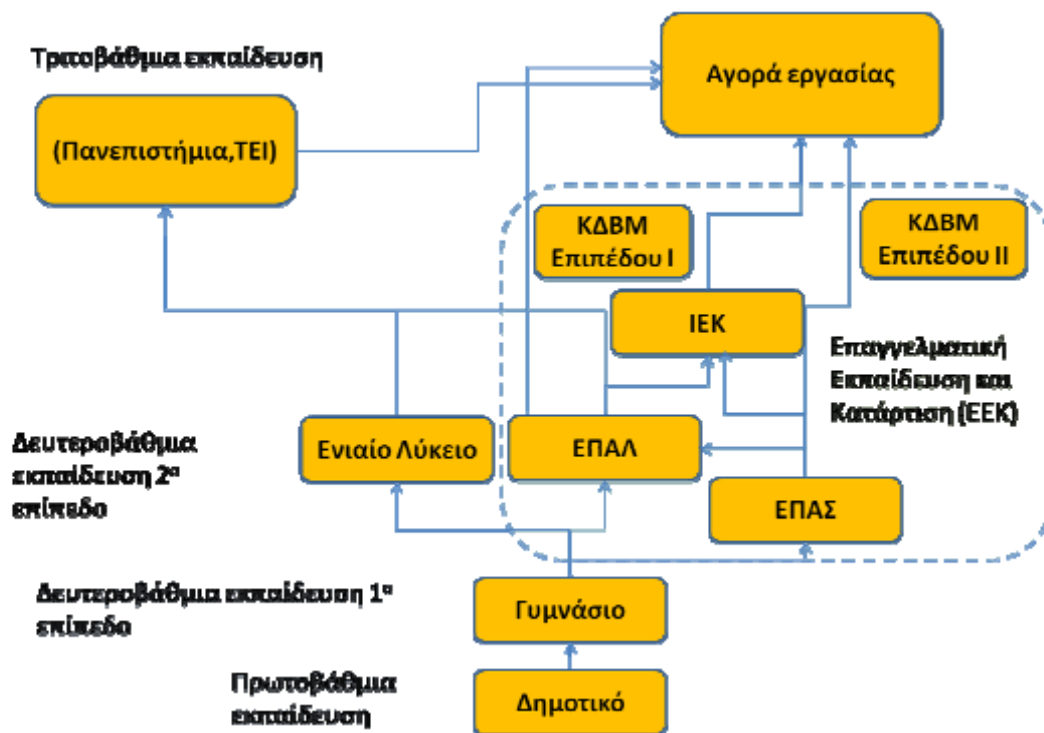 Τριτοβάθμια εκπαίδευση
Αγορά εργασίας
(Πανεπιστήμια,ΤΕΙ)
ΚΔΒΜ
Επιπέδου Ι
ΚΔΒΜ
Επιπέδου ΙΙ
ΙΕΚ
Επαγγελματική
Εκπαίδευση και
Κατάρτιση (ΕΕΚ)
Δευτεροβάθμια
εκπαίδευση 2ο
επίπεδο
Ενιαίο Λύκειο
ΕΠΑΛ
ΕΠΑΣ
Δευτεροβάθμια εκπαίδευση 1ο
επίπεδο
Γυμνάσιο
Πρωτοβάθμια
εκπαίδευση
Δημοτικό